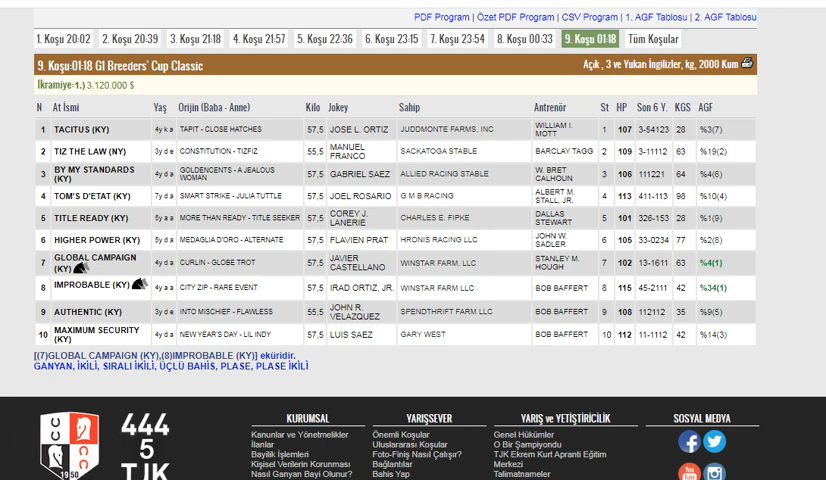 PDF Program | Özet PDF Program | CSV Program | 1. AGF Tablosu | 2. AGF Tablosu
1. Koşu 20:02 2. Koşu 20:39 3. Koşu 21:18 4. Koşu 21:57 5. Koşu 22:36 6. Koşu 23:15 7. Koşu 23:54 8. Koşu 00:33 9. Koşu 01:18 Tüm Koşular
9. Koşu:01:18 G1 Breeders' Cup Classic Açık , 3 ve Yukarı İngilizler, kg, 2000 Kum
İkramiye:1.) 3.120.000 $
N At İsmi Yaş Orijin (Baba - Anne) Kilo Jokey Sahip Antrenör St HP Son 6 Y. KGS AGF
1 TACITUS (KY) 4y k a TAPIT - CLOSE HATCHES 57,5 JOSE L. ORTIZ JUDDMONTE FARMS, INC WILLIAM I. MOTT 1 107 3-54123 28 %3(7)
2 TIZ THE LAW (NY) 3y d e CONSTITUTION - TIZFIZ 55,5 MANUEL FRANCO SACKATOGA STABLE BARCLAY TAGG 2 109 3-11112 63 %19(2)
3 BY MY STANDARDS (KY) 4y d a GOLDENCENTS - A JEALOUS WOMAN 57,5 GABRIEL SAEZ ALLIED RACING STABLE W. BRET CALHOUN 3 106 111221 64 %4(6)
4 TOM'S D'ETAT (KY) 7y d a SMART STRIKE - JULIA TUTTLE 57,5 JOEL ROSARIO G M B RACING ALBERT M. STALL, JR. 4 113 411-113 98 %10(4)
5 TITLE READY (KY) 5y a a MORE THAN READY - TITLE SEEKER 57,5 COREY J. LANERIE CHARLES E. FIPKE DALLAS STEWART 5 101 326-153 28 %1(9)
6 HIGHER POWER (KY) 5y d a MEDAGLIA D'ORO - ALTERNATE 57,5 FLAVIEN PRAT HRONIS RACING LLC JOHN W. SADLER 6 105 33-0234 77 %2(8)
7 GLOBAL CAMPAIGN (KY) 4y d a CURLIN - GLOBE TROT 57,5 JAVIER CASTELLANO WINSTAR FARM, LLC STANLEY M. HOUGH 7 102 13-1611 63 %4(1)
8 IMPROBABLE (KY) 4y a a CITY ZIP - RARE EVENT 57,5 IRAD ORTIZ, JR. WINSTAR FARM LLC BOB BAFFERT 8 115 45-2111 42 %34(1)
9 AUTHENTIC (KY) 3y d e INTO MISCHIEF - FLAWLESS 55,5 JOHN R. VELAZQUEZ SPENDTHRIFT FARM LLC BOB BAFFERT 9 108 112112 35 %9(5)
10 MAXIMUM SECURITY (KY) 4y d a NEW YEAR'S DAY - LIL INDY 57,5 LUIS SAEZ GARY WEST BOB BAFFERT 10 112 11-1112 42 %14(3)
[(7)GLOBAL CAMPAIGN (KY),(8)IMPROBABLE (KY)] eküridir.
GANYAN, İKİLİ, SIRALI İKİLİ, ÜÇLÜ BAHİS, PLASE, PLASE İKİLİ
444
5
TJK
1950
KURUMSAL YARIŞSEVER YARIŞ ve YETİŞTİRİCİLİK SOSYAL MEDYA
Kanunlar ve Yönetmelikler Önemli Koşular Genel Hükümler
İlanlar Uluslararası Koşular O Bir Şampiyondu
Bayilik İşlemleri Foto-Finiş Nasıl Çalışır? TJK Ekrem Kurt Apranti Eğitim
Kişisel Verilerin Korunması Bağlantılar Merkezi
Nasıl Ganyan Bayi Olunur? Bahis Yap Talimatnameler